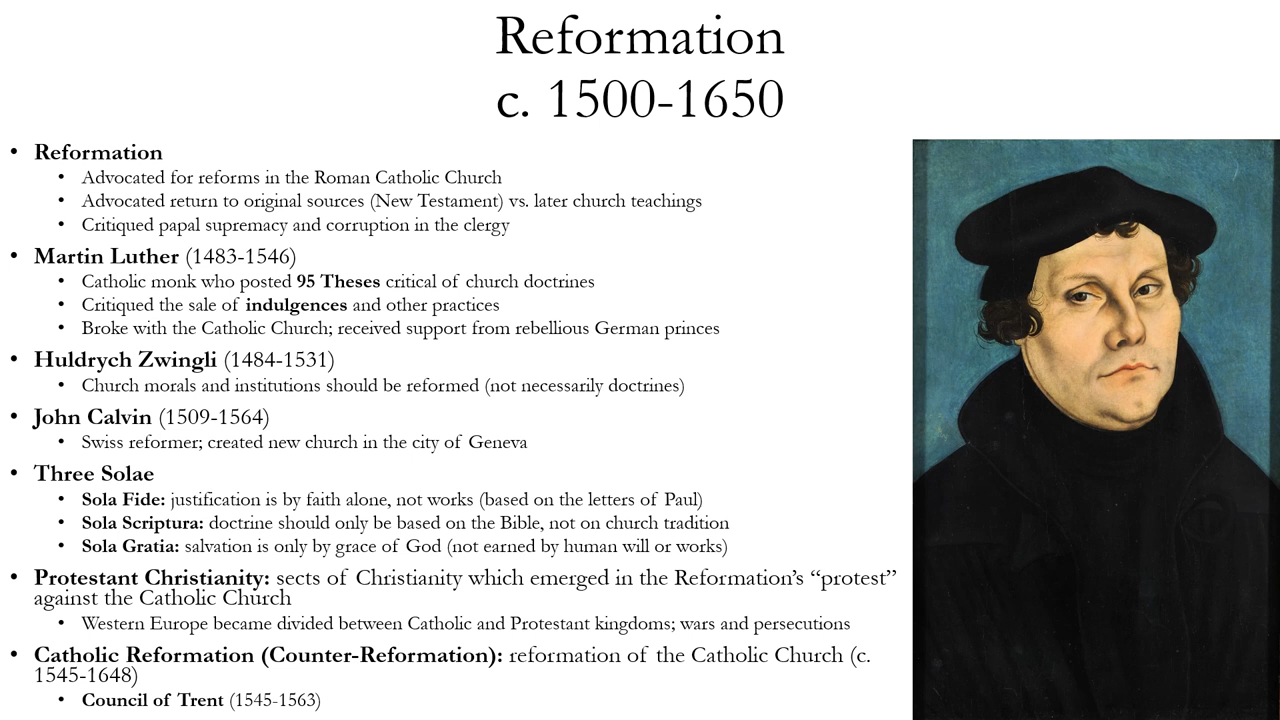 Reformation
c. 1500-1650
• Reformation
• Advocated for reforms in the Roman Catholic Church
• Advocated return to original sources (New Testament) vs. later church teachings
• Critiqued papal supremacy and corruption in the clergy
• Martin Luther (1483-1546)
• Catholic monk who posted 95 Theses critical of church doctrines
• Critiqued the sale of indulgences and other practices
• Broke with the Catholic Church; received support from rebellious German princes
• Huldrych Zwingli (1484-1531)
• Church morals and institutions should be reformed (not necessarily doctrines)
• John Calvin (1509-1564)
• Swiss reformer; created new church in the city of Geneva
• Three Solae
• Sola Fide: justification is by faith alone, not works (based on the letters of Paul)
• Sola Scriptura: doctrine should only be based on the Bible, not on church tradition
• Sola Gratia: salvation is only by grace of God (not earned by human will or works)
• Protestant Christianity: sects of Christianity which emerged in the Reformation’s “protest”
against the Catholic Church
• Western Europe became divided between Catholic and Protestant kingdoms; wars and persecutions
• Catholic Reformation (Counter-Reformation): reformation of the Catholic Church (c.
1545-1648)
• Council of Trent (1545-1563)